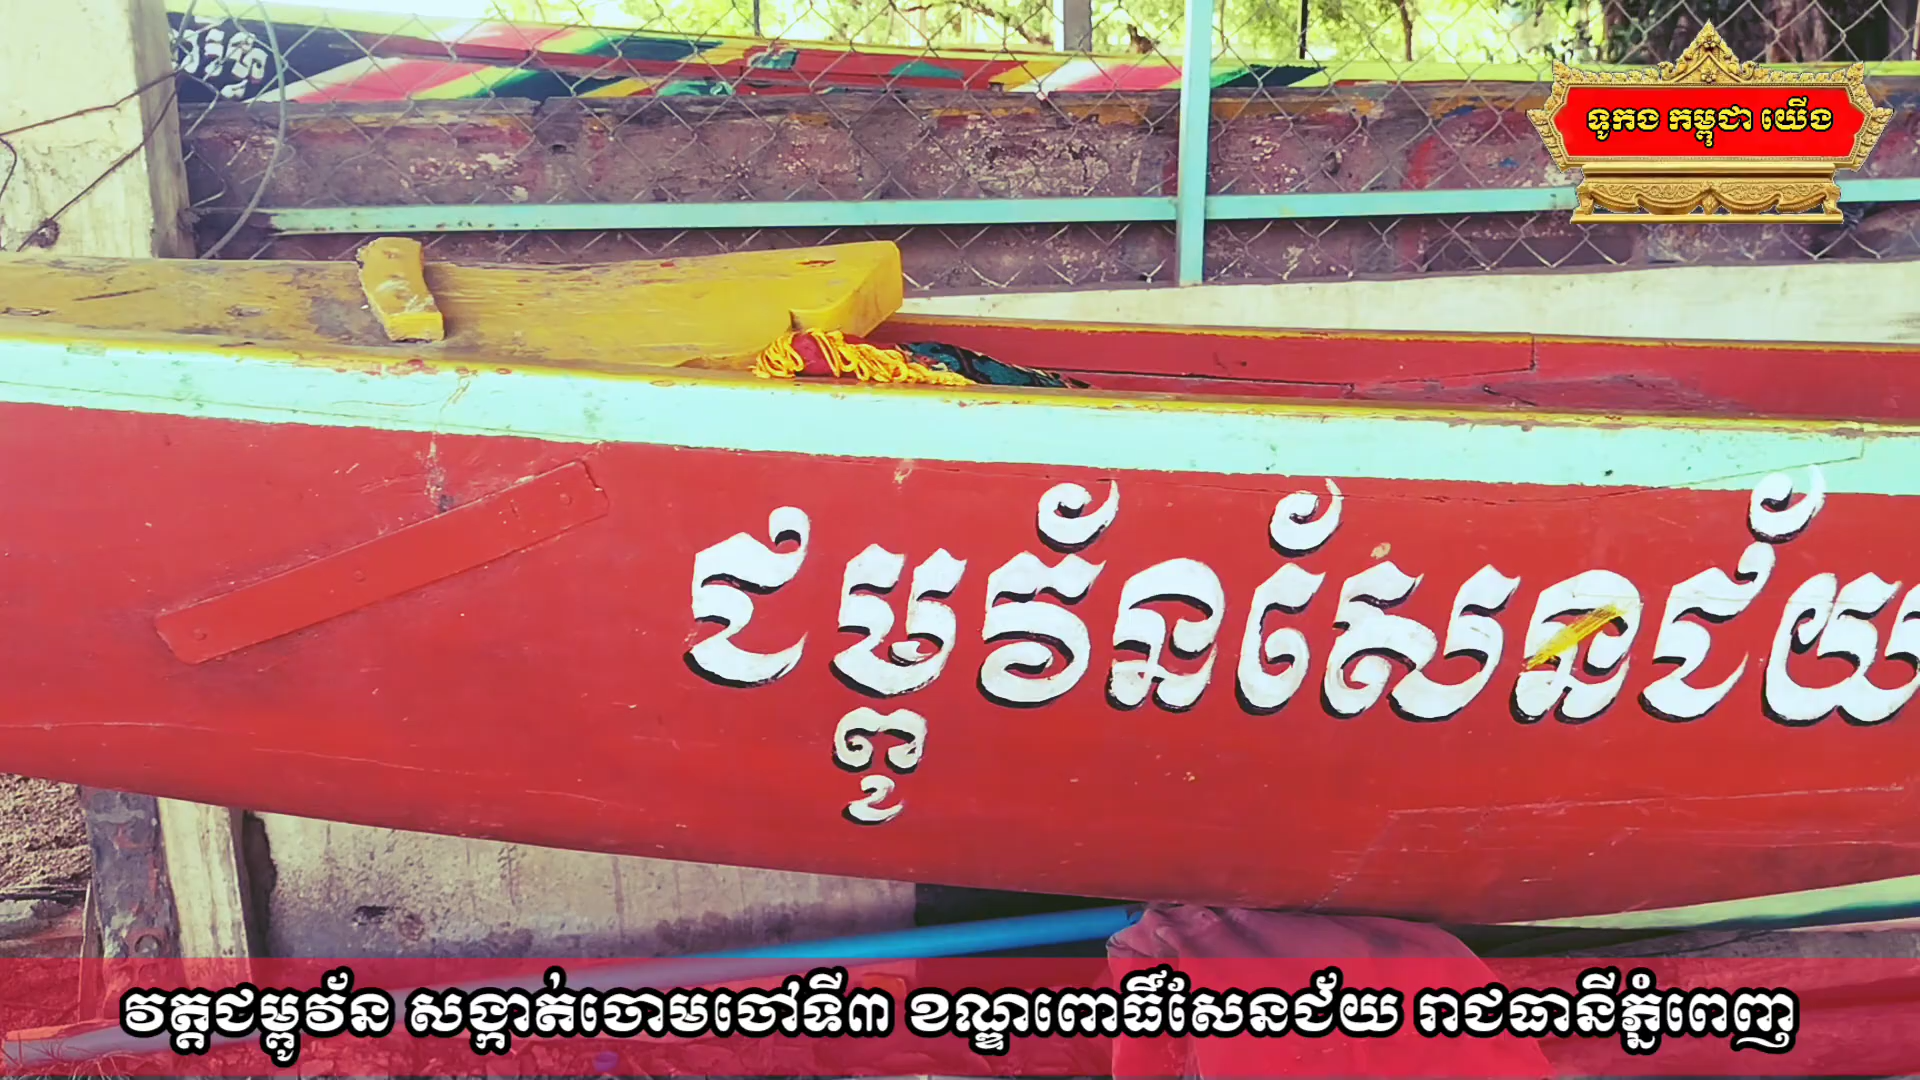 ទូកង កម្ពុជា យើង
ជម្ពូវ័នសែនជ័យ
វត្តជម្ពូវ័ន សង្កាត់ចោមចៅទី៣ ខណ្ឌពោធិ៍សែនជ័យ រាជធានីភ្នំពេញ